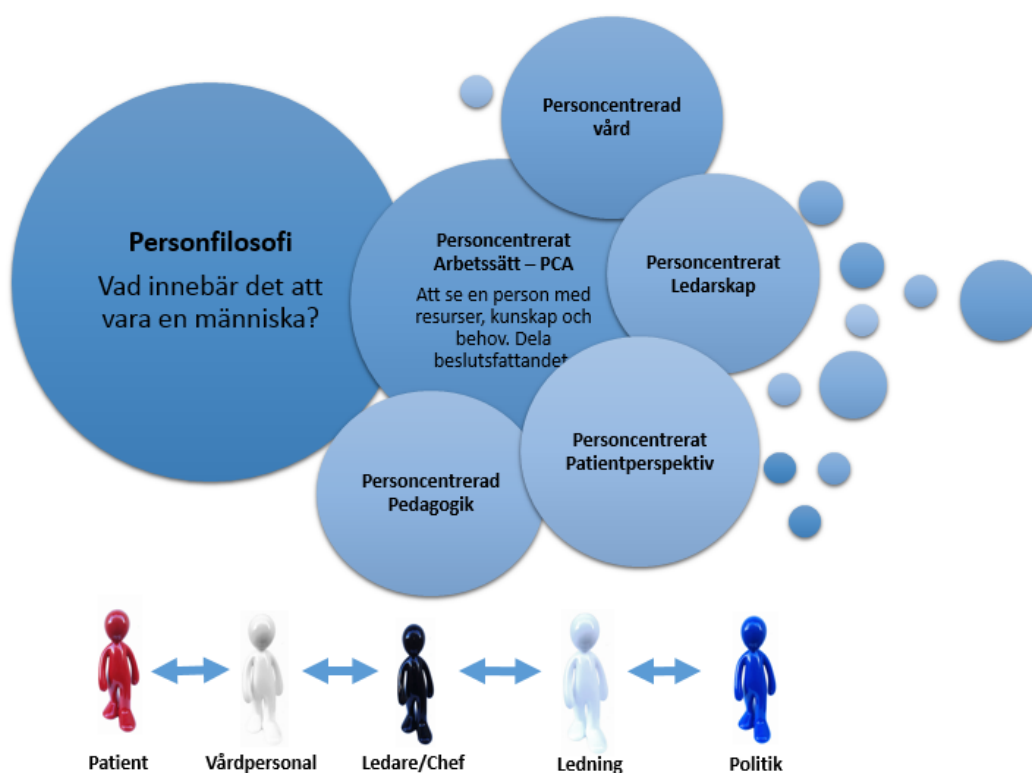 Personcentrerad
vård
Personfilosofi
Vad innebär det att
vara en människa?
Personcentrerat
Arbetssätt – PCA
Att se en person med
resurser, kunskap och
behov. Dela
beslutsfattandet
Personcentrerat
Ledarskap
Personcentrerat
Patientperspektiv
Personcentrerad
Pedagogik
Patient
Vårdpersonal
Ledare/Chef
Ledning
Politik